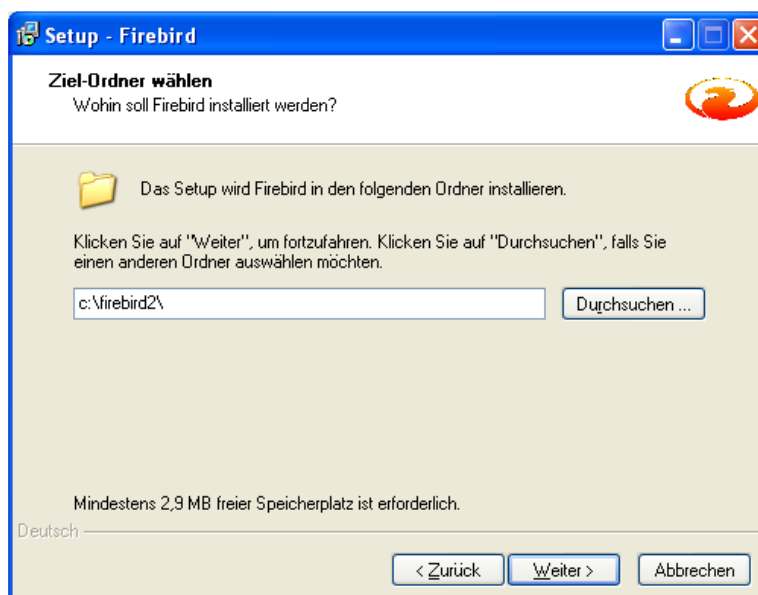 Setup - Firebird
Ziel-Ordner wählen
Wohin soll Firebird installiert werden?
Das Setup wird Firebird in den folgenden Ordner installieren.
Klicken Sie auf "Weiter", um fortzufahren. Klicken Sie auf "Durchsuchen", falls Sie
einen anderen Ordner auswählen möchten.
c:\firebird2\
Durchsuchen ...
Mindestens 2,9 MB freier Speicherplatz ist erforderlich.
Deutsch
< Zurück
Weiter >
Abbrechen